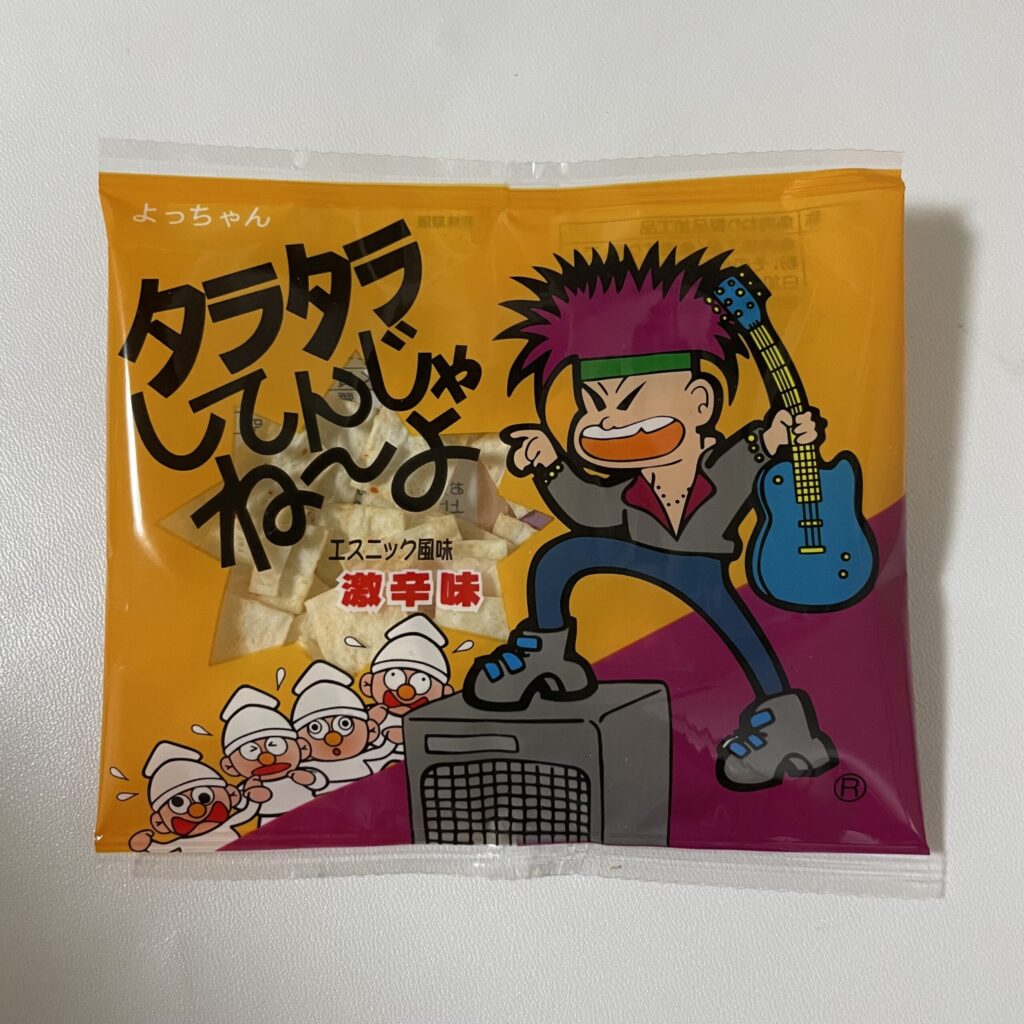 よっちゃん
タラタラ
してんじゃ
ね～よ
エスニック風味
激辛味
®